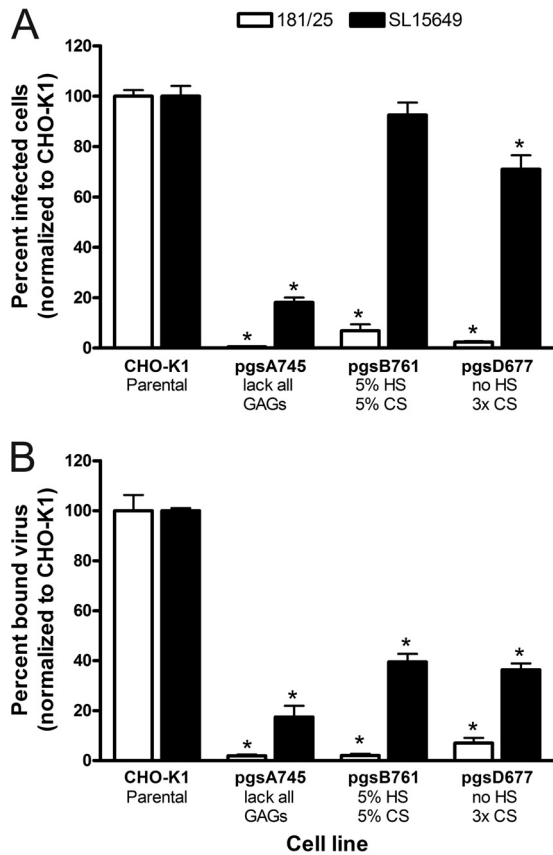 A
181/25 SL15649
Percent infected cells
(normalized to CHO-K1)
120
100
80
60
40
20
0
* * * * *
CHO-K1 pgsA745 pgsB761 pgsD677
Parental lack all 5% HS no HS
GAGs 5% CS 3x CS
B
Percent bound virus
(normalized to CHO-K1)
120
100
80
60
40
20
0
* * * * * *
CHO-K1 pgsA745 pgsB761 pgsD677
Parental lack all 5% HS no HS
GAGs 5% CS 3x CS
Cell line